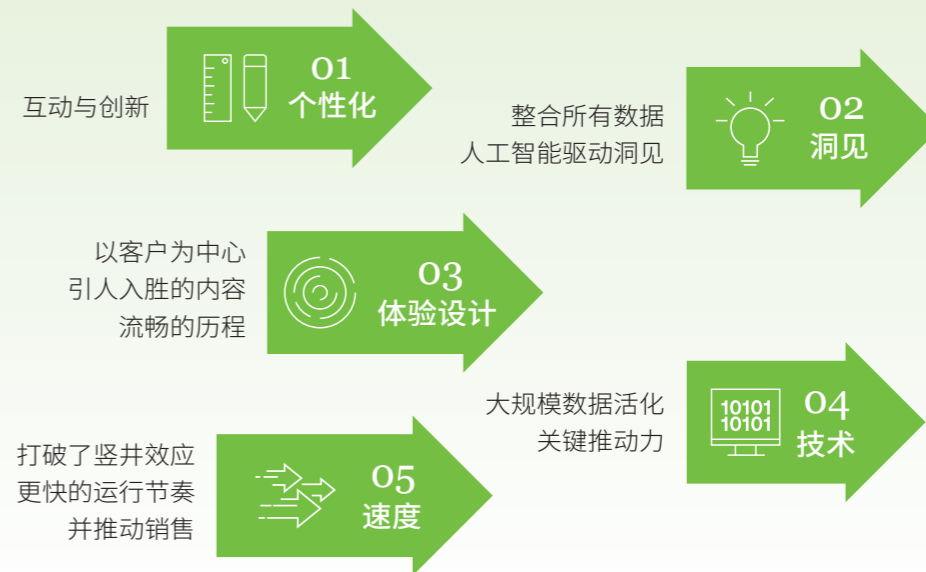 互动与创新
01
个性化
整合所有数据
人工智能驱动洞见
02
洞见
以客户为中心
引人入胜的内容
流畅的历程
03
体验设计
大规模数据活化
关键推动力
10101
10101
04
技术
打破了竖井效应
更快的运行节奏
并推动销售
05
速度